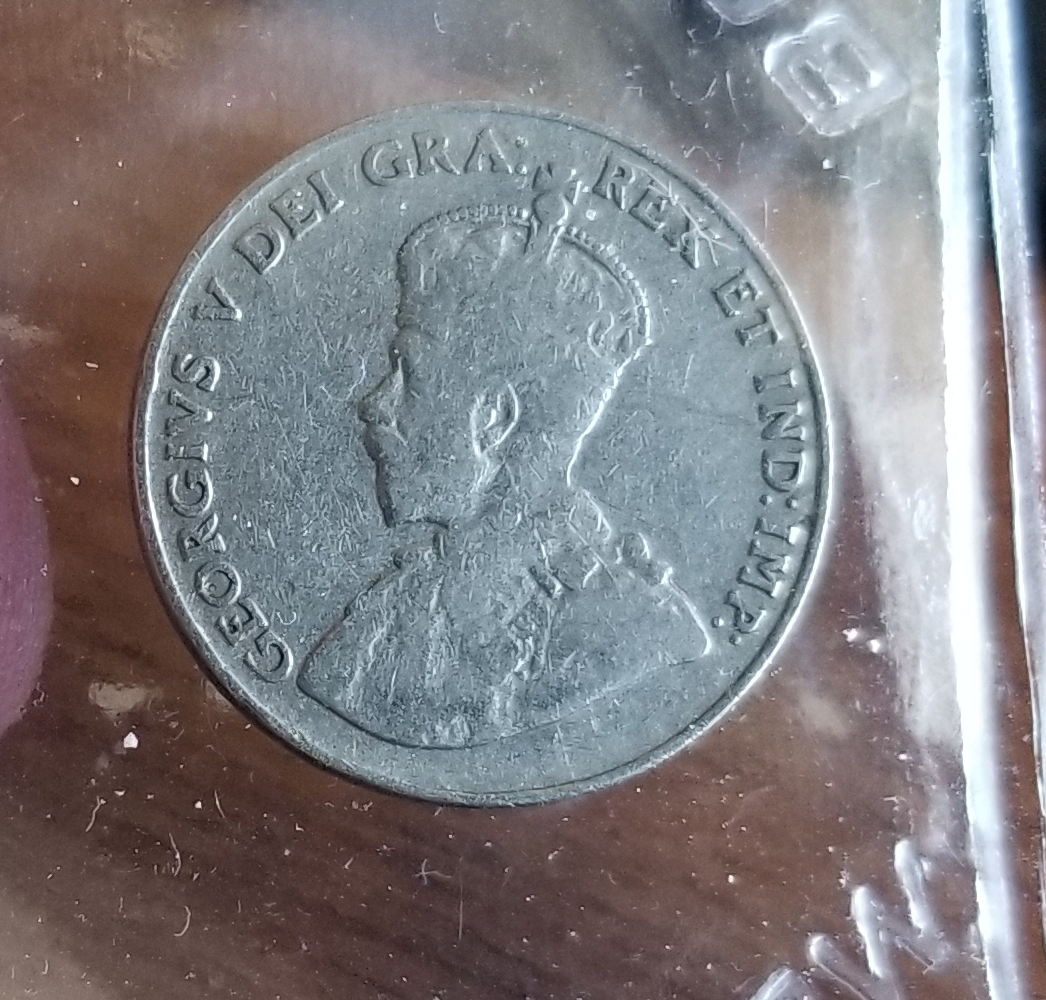 GEORGIVS V DEI GRA: REX ET IND: IMP: